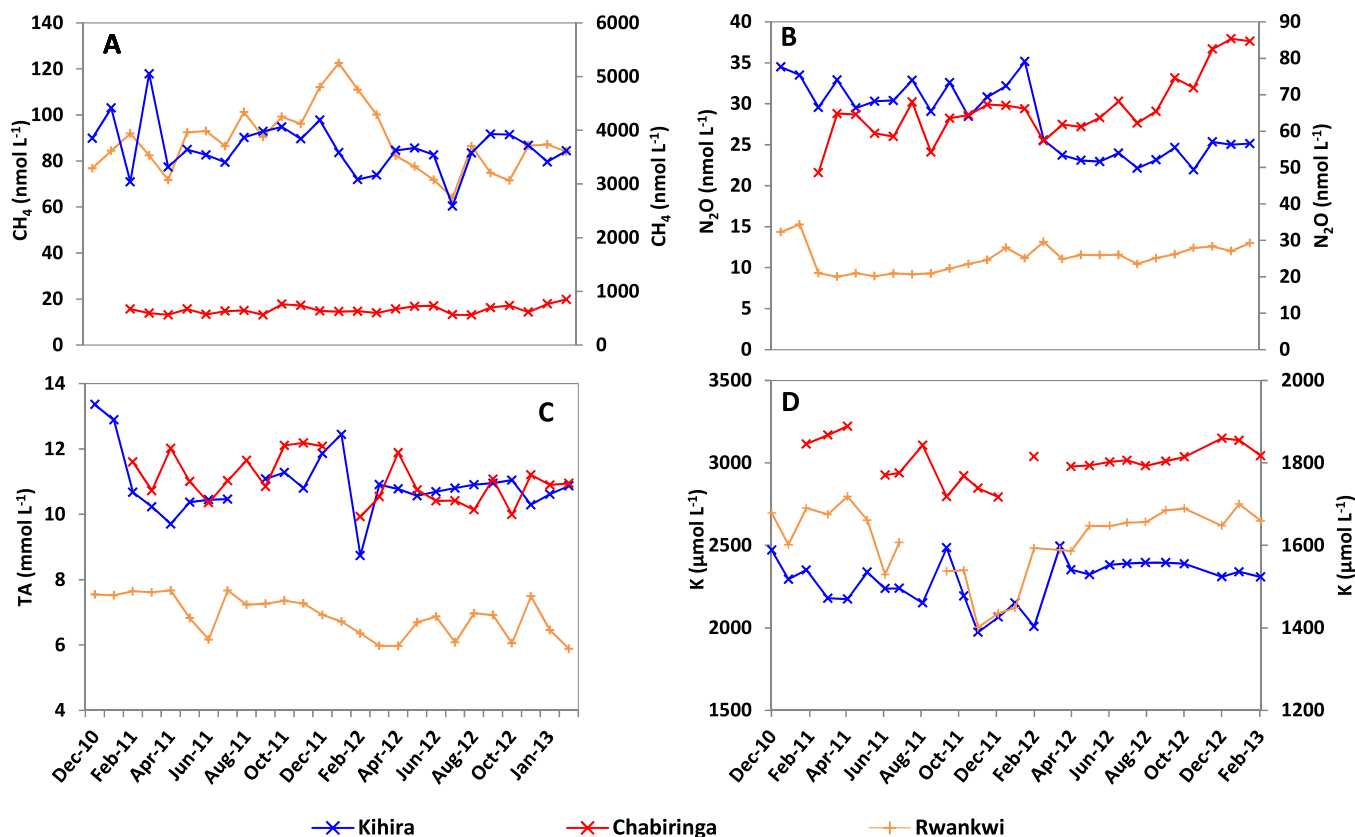 A
140
120
100
80
60
40
20
0
CH₄ (nmol L⁻¹)
6000
5000
4000
3000
2000
1000
0
CH₄ (nmol L⁻¹)
B
40
35
30
25
20
15
10
5
0
N₂O (nmol L⁻¹)
90
80
70
60
50
40
30
20
10
0
N₂O (nmol L⁻¹)
C
14
12
10
8
6
4
TA (mmol L⁻¹)
Dec-10
Feb-11
Apr-11
Jun-11
Aug-11
Oct-11
Dec-11
Feb-12
Apr-12
Jun-12
Aug-12
Oct-12
Jan-13
D
3500
3000
2500
2000
1500
K (µmol L⁻¹)
2000
1800
1600
1400
1200
K (µmol L⁻¹)
Dec-10
Feb-11
Apr-11
Jun-11
Aug-11
Oct-11
Dec-11
Feb-12
Apr-12
Jun-12
Aug-12
Oct-12
Dec-12
Feb-13
Kihira Chabiringa Rwankwi